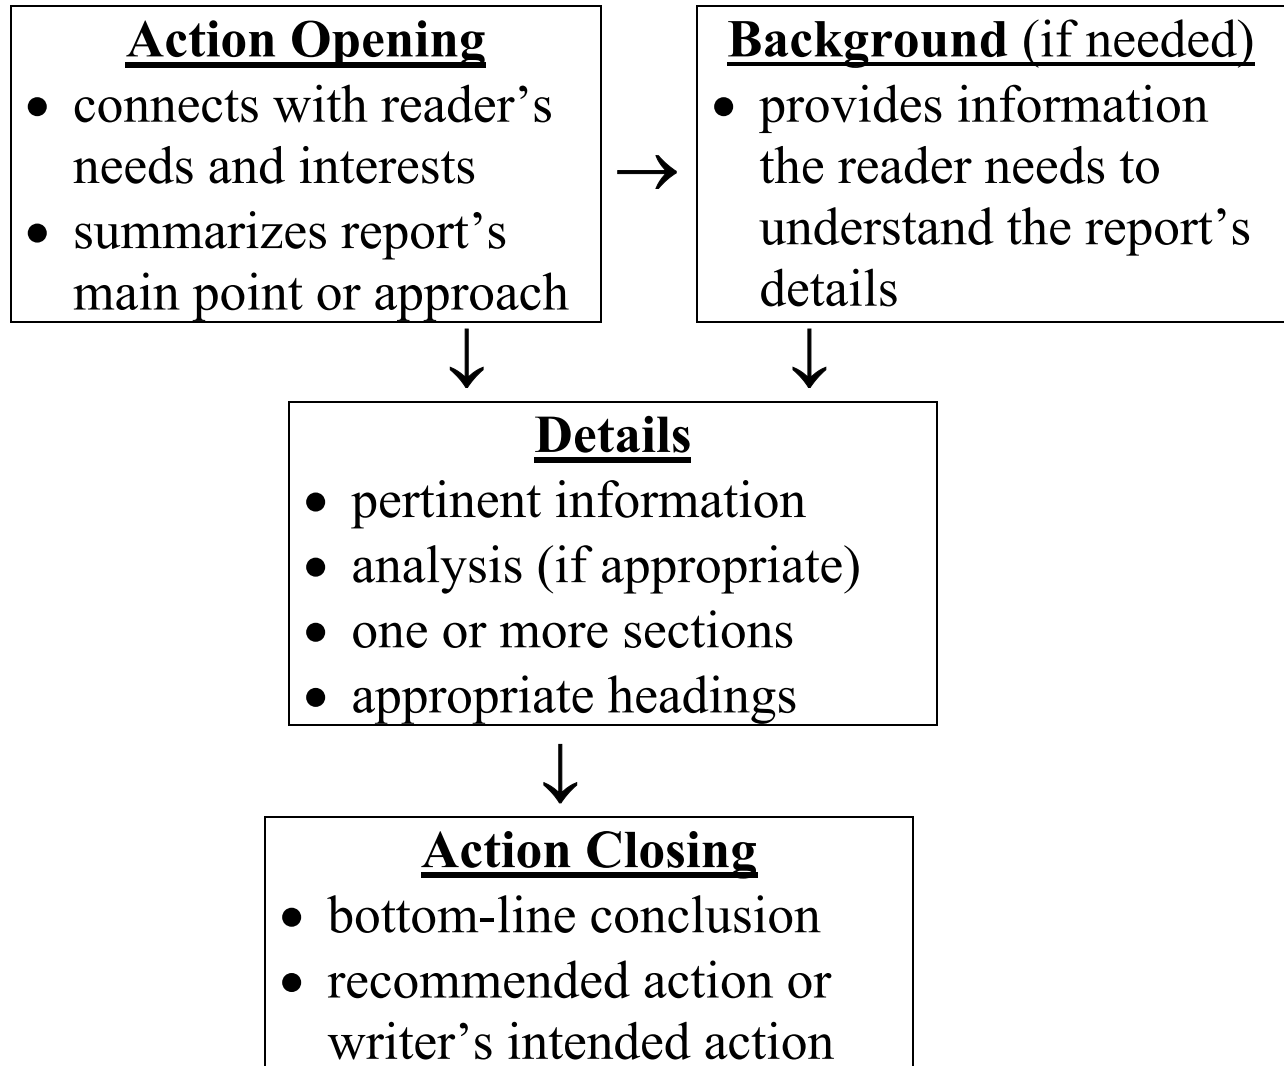 Action Opening
• connects with reader’s
needs and interests
• summarizes report’s
main point or approach
→
Background (if needed)
• provides information
the reader needs to
understand the report’s
details
↓ ↓
Details
• pertinent information
• analysis (if appropriate)
• one or more sections
• appropriate headings
↓
Action Closing
• bottom-line conclusion
• recommended action or
writer’s intended action